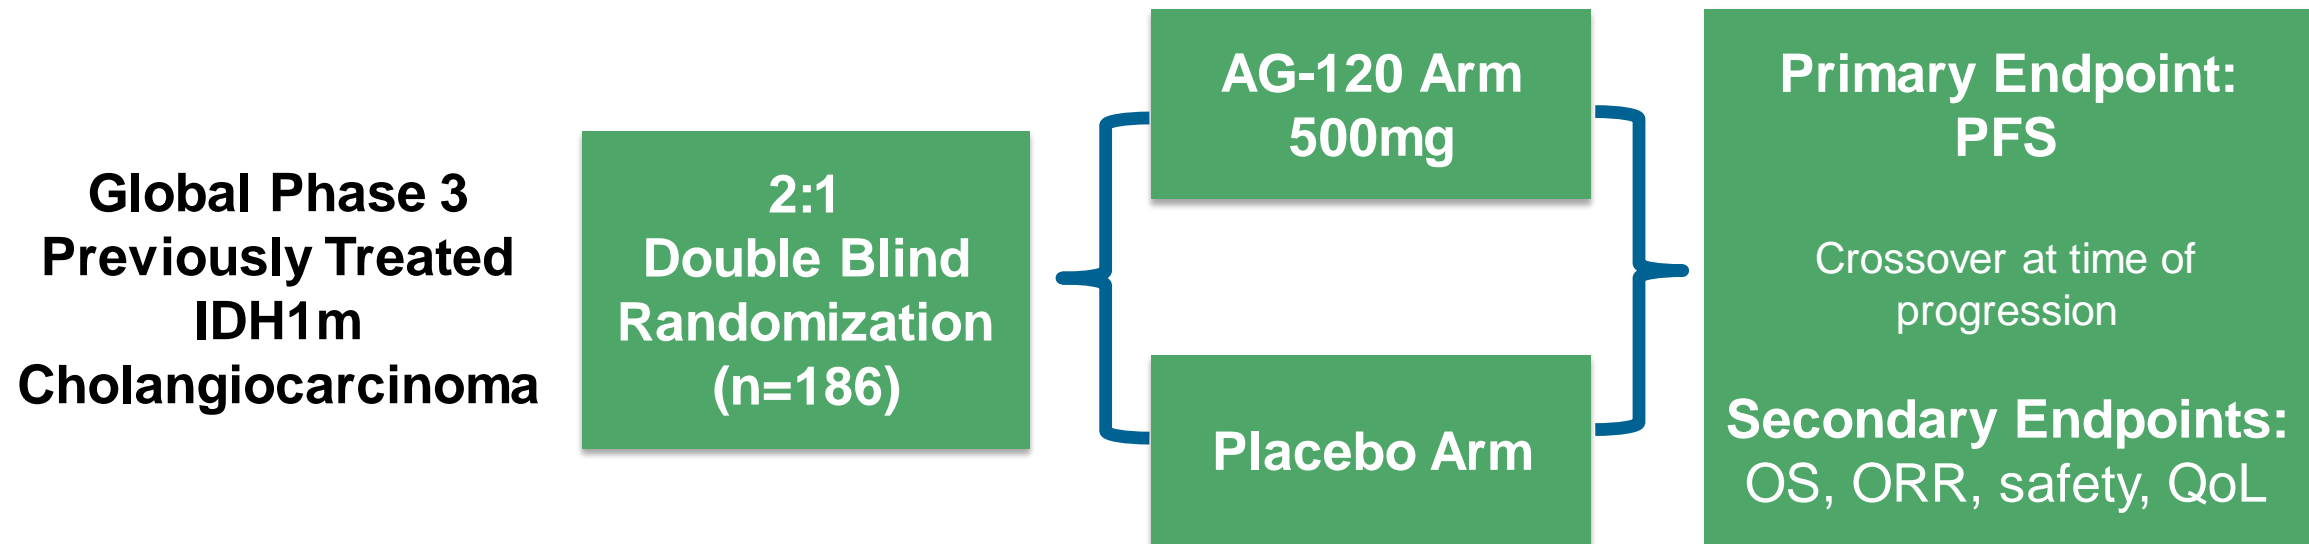 Global Phase 3
Previously Treated
IDH1m
Cholangiocarcinoma
2:1
Double Blind
Randomization
(n=186)
AG-120 Arm
500mg
Placebo Arm
Primary Endpoint:
PFS
Crossover at time of
progression
Secondary Endpoints:
OS, ORR, safety, QoL